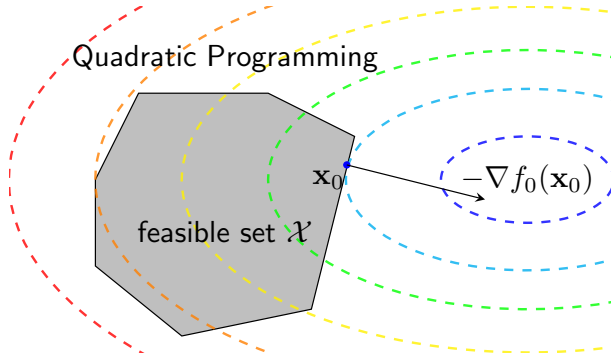 Quadratic Programming
𝐱₀
−∇f₀(𝐱₀)
feasible set 𝒳